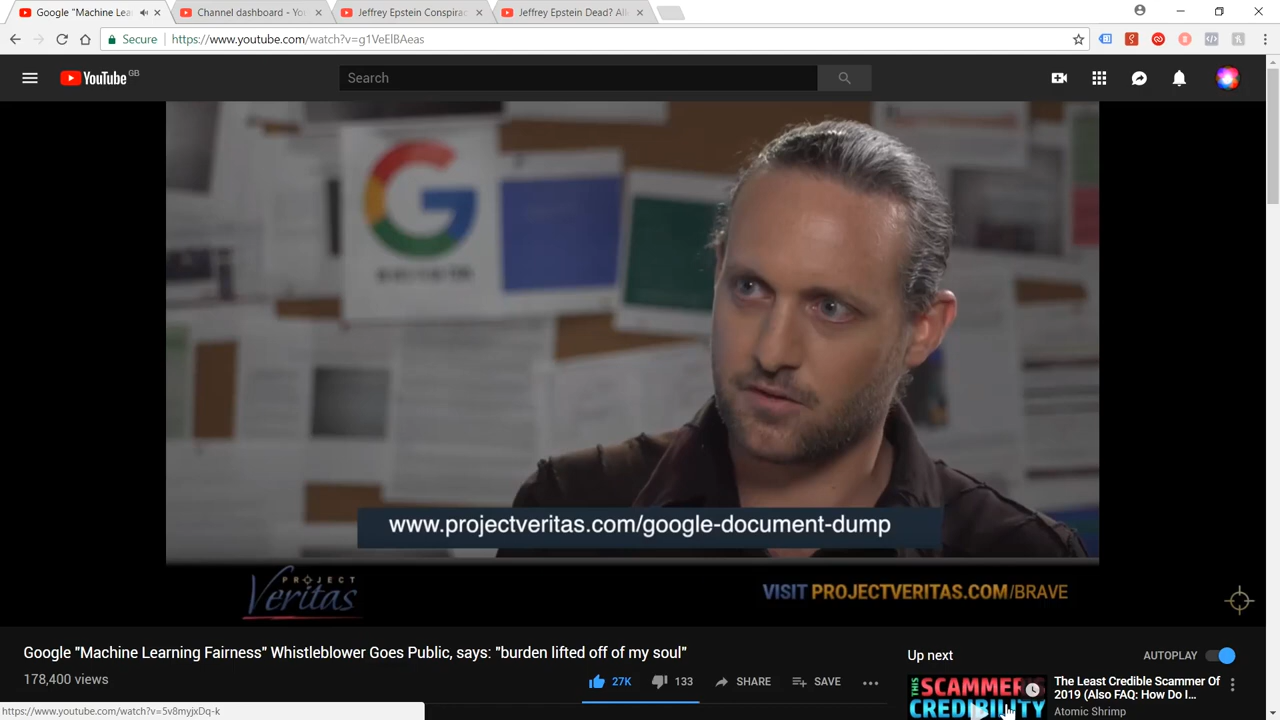 Google "Machine Lea
Channel dashboard - You
Jeffrey Epstein Conspirac
Jeffrey Epstein Dead? All
Secure
https://www.youtube.com/watch?v=g1VeElBAeas
YouTube GB
Search
www.projectveritas.com/google-document-dump
PROJECT
Veritas
VISIT PROJECTVERITAS.COM/BRAVE
Google "Machine Learning Fairness" Whistleblower Goes Public, says: "burden lifted off of my soul"
178,400 views
27K
133
SHARE
SAVE
Up next
AUTOPLAY
THIS SCAMMER
CREDIBILITY
The Least Credible Scammer Of
2019 (Also FAQ: How Do I...
Atomic Shrimp
https://www.youtube.com/watch?v=5v8myjxDq-k